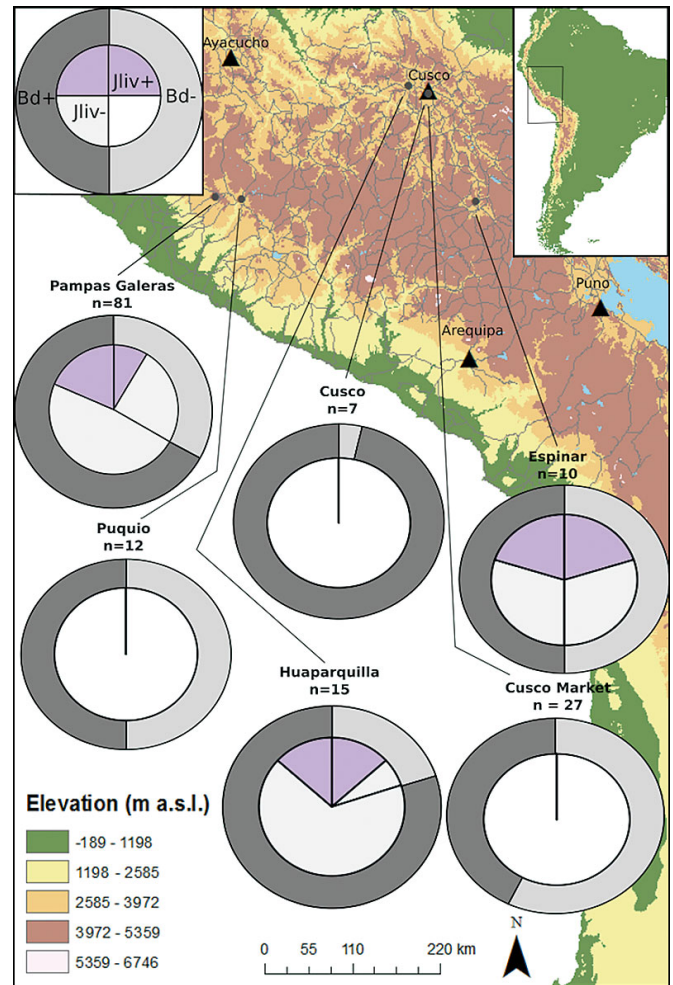 Ayacucho
Cusco
Bd+
Jliv+
Jliv-
Bd-
Pampas Galeras
n=81
Puno
Arequipa
Cusco
n=7
Espinar
n=10
Puquio
n=12
Huaparquilla
n=15
Cusco Market
n = 27
Elevation (m a.s.l.)
-189 - 1198
1198 - 2585
2585 - 3972
3972 - 5359
5359 - 6746
N
0 55 110 220 km